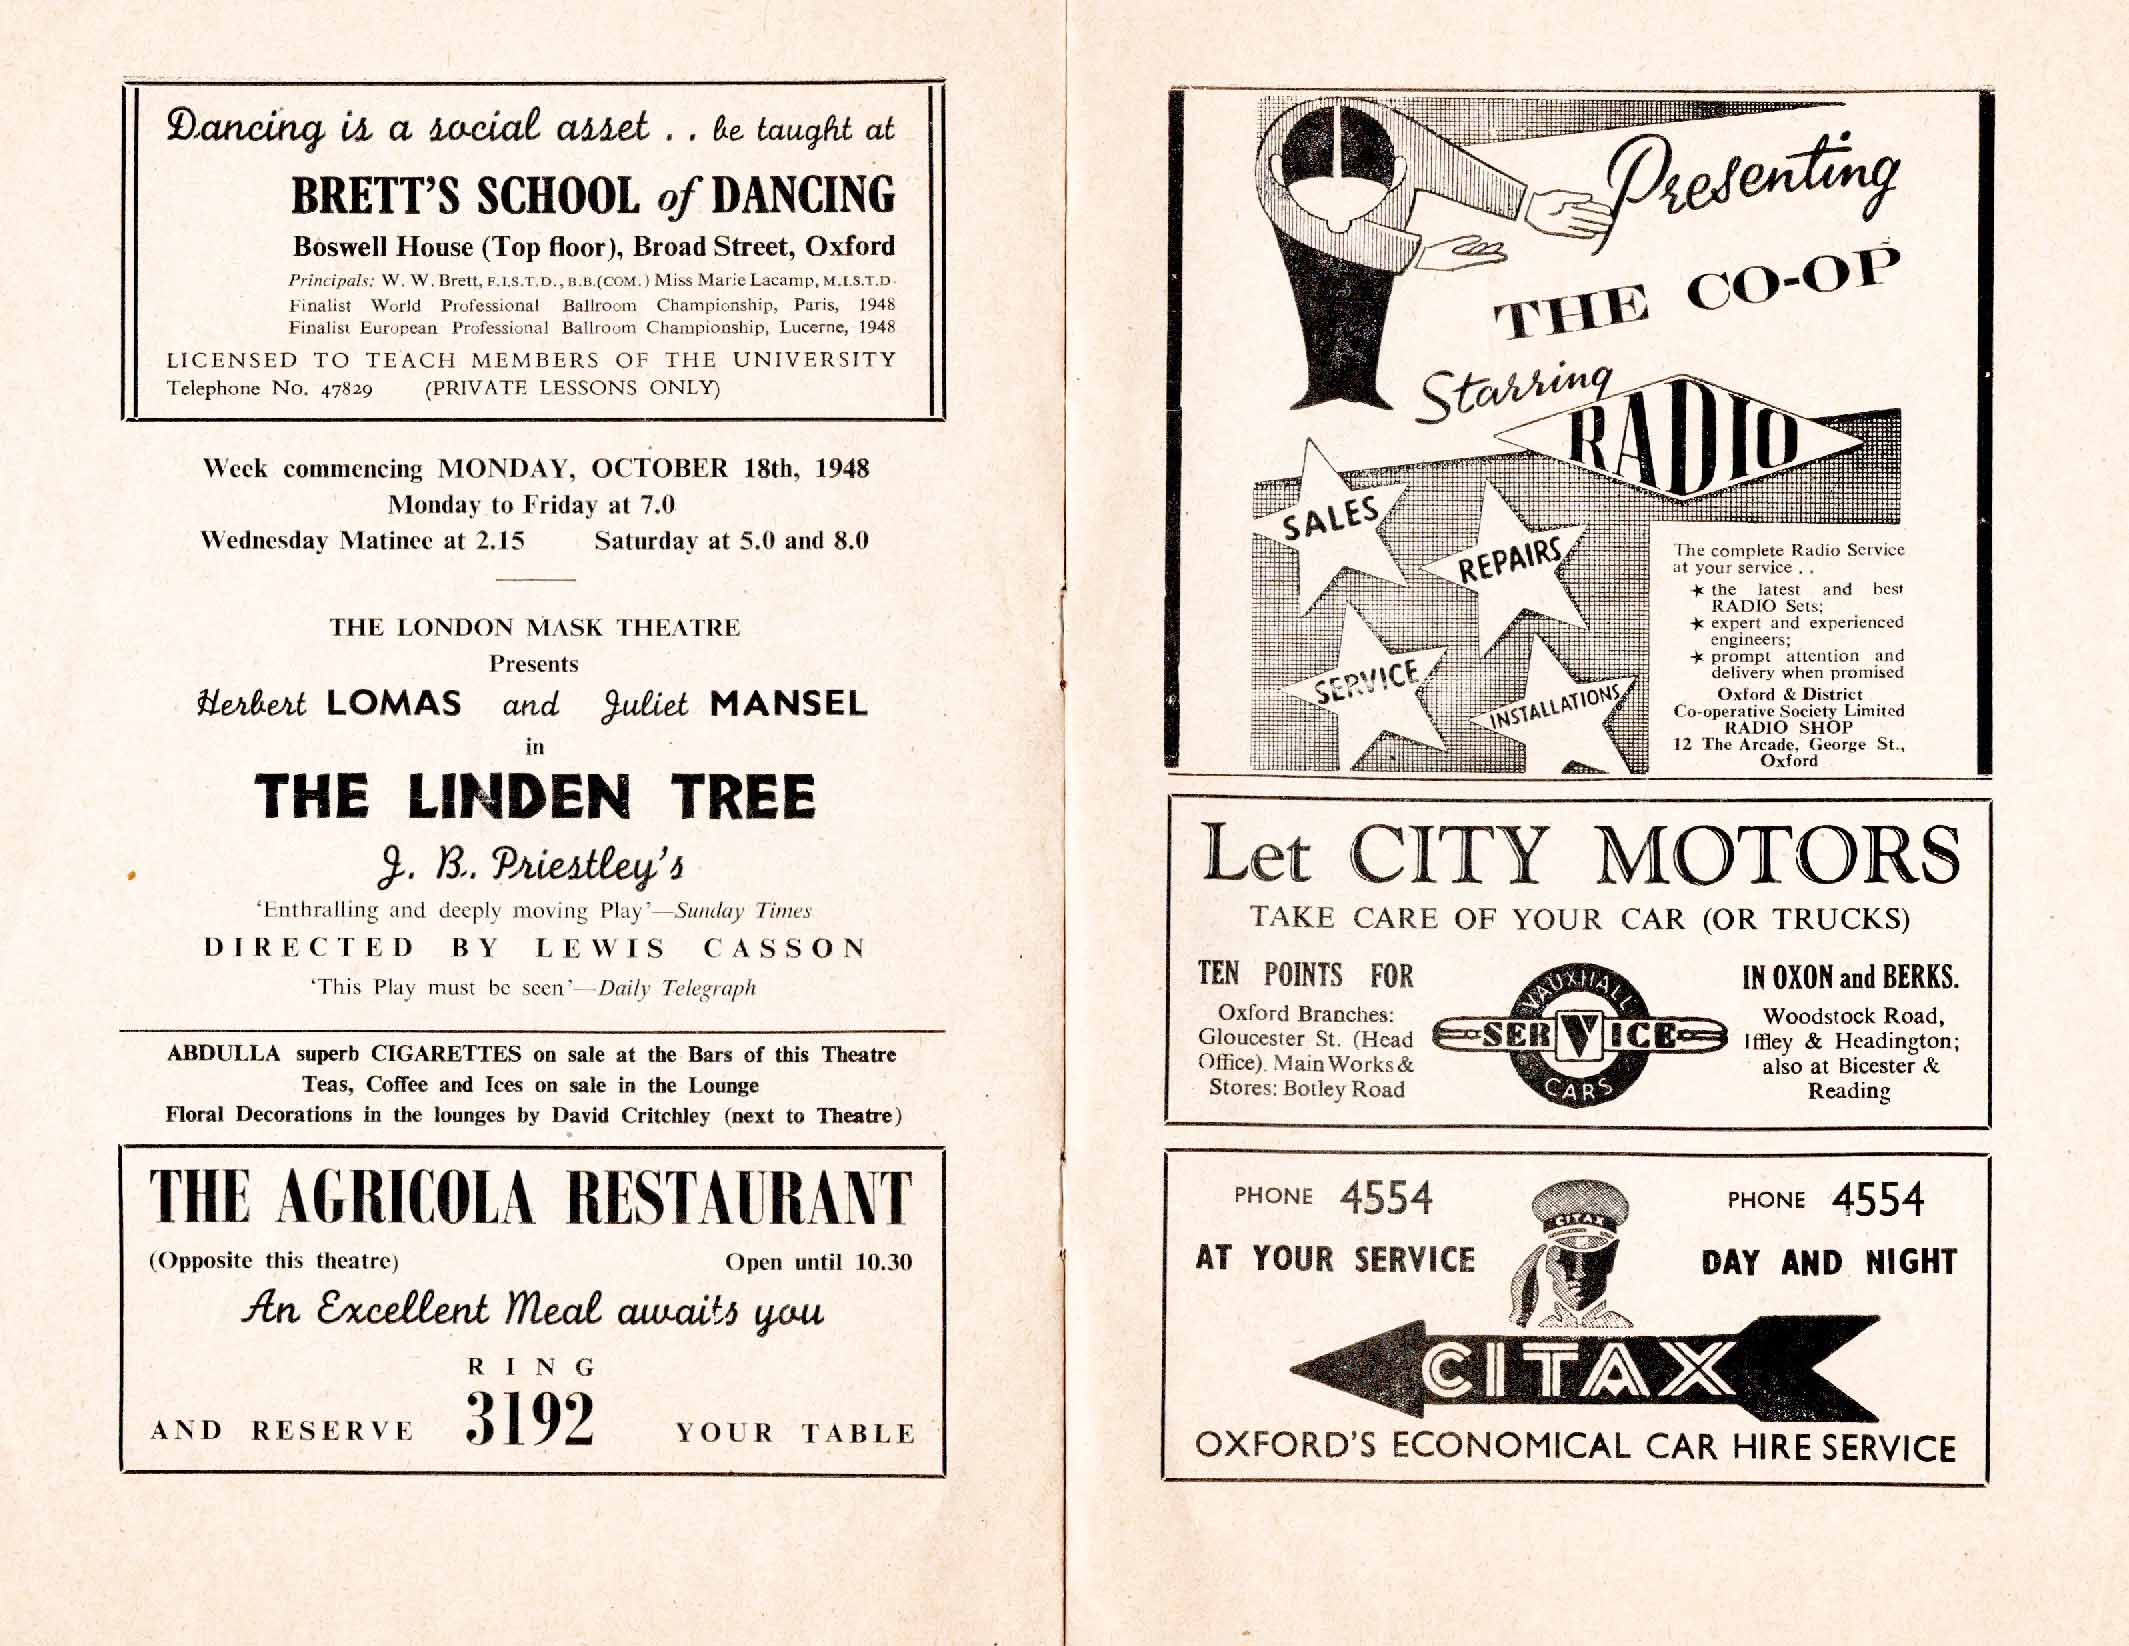 Dancing is a social asset . . be taught at
BRETT'S SCHOOL of DANCING
Boswell House (Top floor), Broad Street, Oxford
Principals: W. W. Brett, F.I.S.T.D., B.B.(COM.) Miss Marie Lacamp, M.I.S.T.D.
Finalist World Professional Ballroom Championship, Paris, 1948
Finalist European Professional Ballroom Championship, Lucerne, 1948
LICENSED TO TEACH MEMBERS OF THE UNIVERSITY
Telephone No. 47829 (PRIVATE LESSONS ONLY)
Week commencing MONDAY, OCTOBER 18th, 1948
Monday to Friday at 7.0
Wednesday Matinee at 2.15 Saturday at 5.0 and 8.0
THE LONDON MASK THEATRE
Presents
Herbert LOMAS and Juliet MANSEL
in
THE LINDEN TREE
J. B. Priestley's
'Enthralling and deeply moving Play'—Sunday Times
DIRECTED BY LEWIS CASSON
'This Play must be seen'—Daily Telegraph
ABDULLA superb CIGARETTES on sale at the Bars of this Theatre
Teas, Coffee and Ices on sale in the Lounge
Floral Decorations in the lounges by David Critchley (next to Theatre)
THE AGRICOLA RESTAURANT
(Opposite this theatre) Open until 10.30
An Excellent Meal awaits you
RING
AND RESERVE 3192 YOUR TABLE
Presenting
THE CO-OP
Starring
RADIO
SALES
REPAIRS
SERVICE
INSTALLATIONS
The complete Radio Service
at your service . .
★ the latest and best
RADIO Sets;
★ expert and experienced
engineers;
★ prompt attention and
delivery when promised
Oxford & District
Co-operative Society Limited
RADIO SHOP
12 The Arcade, George St.,
Oxford
Let CITY MOTORS
TAKE CARE OF YOUR CAR (OR TRUCKS)
TEN POINTS FOR
Oxford Branches:
Gloucester St. (Head
Office). Main Works &
Stores: Botley Road
VAUXHALL
SERVICE
CARS
IN OXON and BERKS.
Woodstock Road,
Iffley & Headington;
also at Bicester &
Reading
PHONE 4554
AT YOUR SERVICE
CITAX
PHONE 4554
DAY AND NIGHT
CITAX
OXFORD'S ECONOMICAL CAR HIRE SERVICE